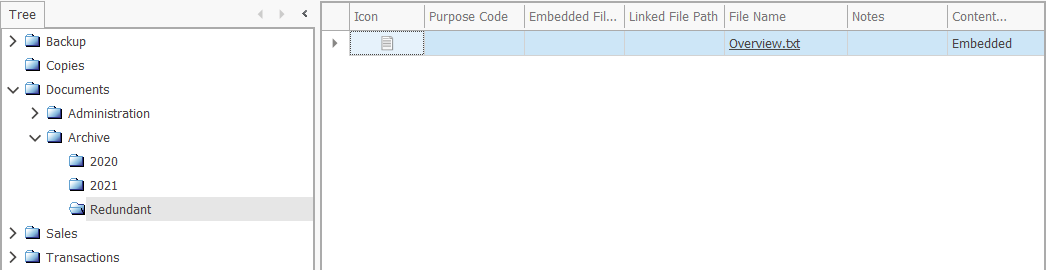 Tree
Backup
Copies
Documents
Administration
Archive
2020
2021
Redundant
Sales
Transactions
Icon Purpose Code Embedded Fil... Linked File Path File Name Notes Content...
Overview.txt Embedded